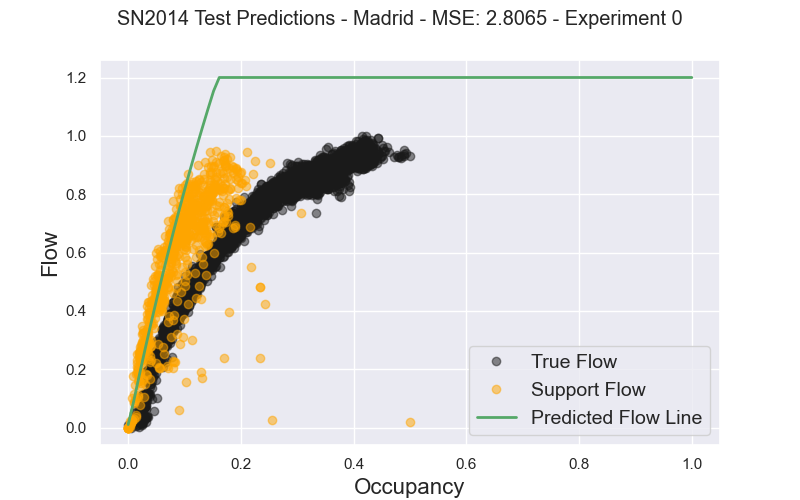 SN2014 Test Predictions - Madrid - MSE: 2.8065 - Experiment 0
1.2
1.0
0.8
0.6
0.4
0.2
0.0
Flow
True Flow
Support Flow
Predicted Flow Line
0.0 0.2 0.4 0.6 0.8 1.0
Occupancy